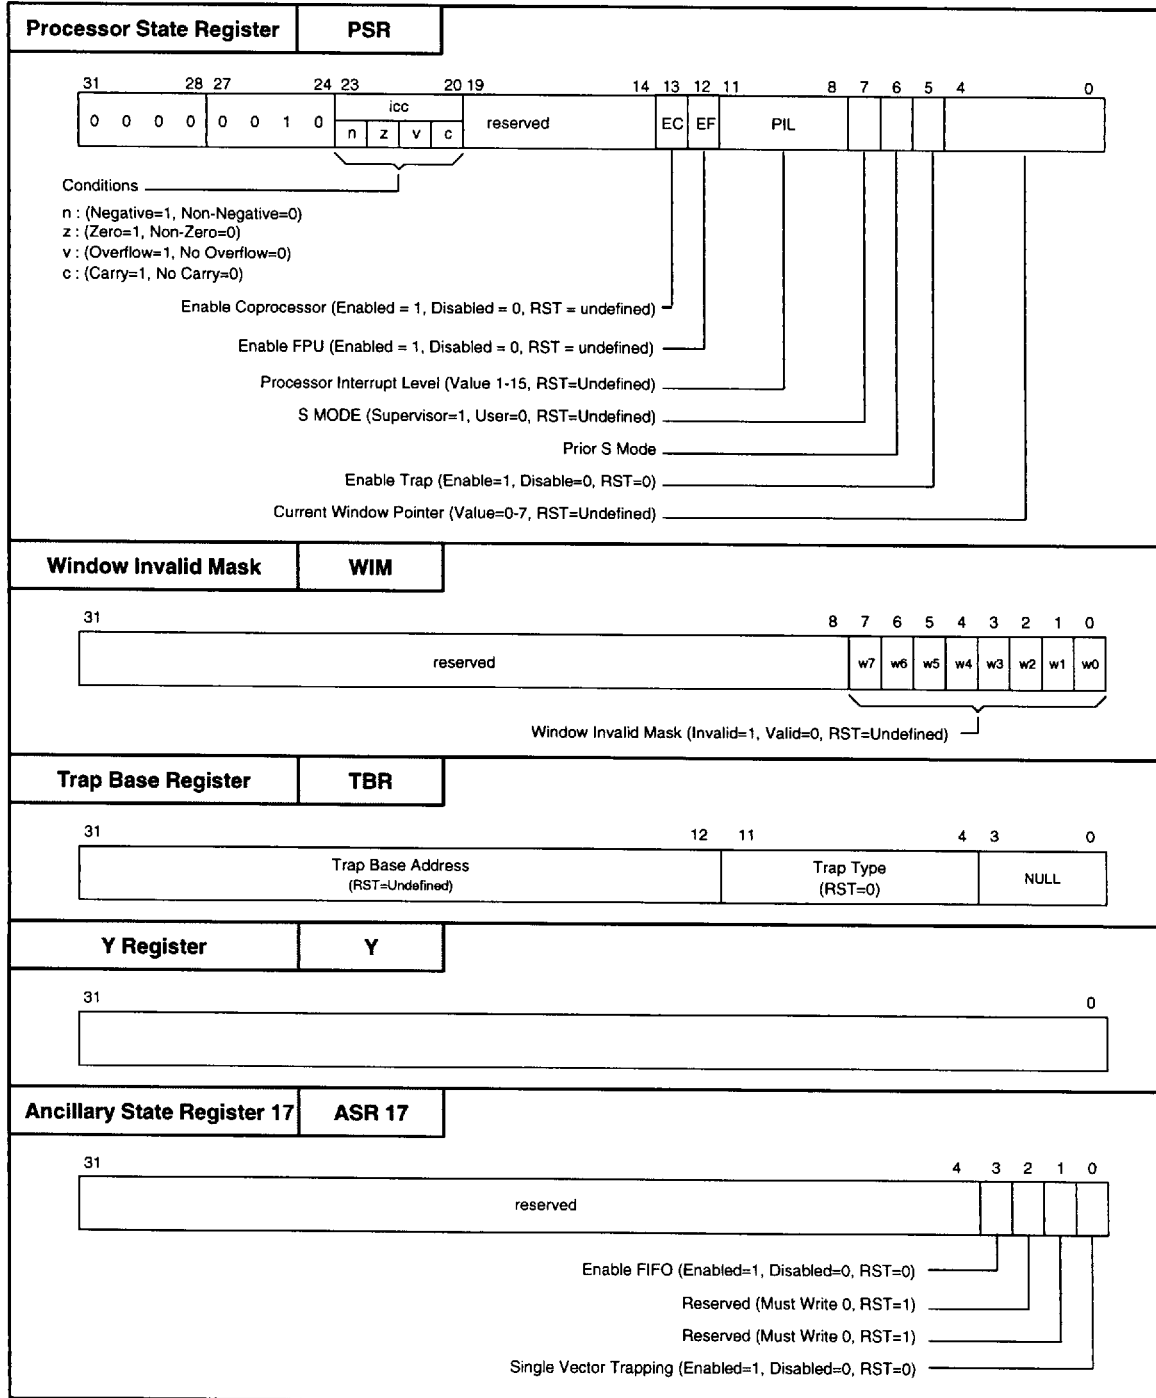 Processor State Register PSR
31 28 27 24 23 20 19 14 13 12 11 8 7 6 5 4 0
icc
0 0 0 0 0 0 1 0 n z v c reserved EC EF PIL
Conditions
n : (Negative=1, Non-Negative=0)
z : (Zero=1, Non-Zero=0)
v : (Overflow=1, No Overflow=0)
c : (Carry=1, No Carry=0)
Enable Coprocessor (Enabled = 1, Disabled = 0, RST = undefined)
Enable FPU (Enabled = 1, Disabled = 0, RST = undefined)
Processor Interrupt Level (Value 1-15, RST=Undefined)
S MODE (Supervisor=1, User=0, RST=Undefined)
Prior S Mode
Enable Trap (Enable=1, Disable=0, RST=0)
Current Window Pointer (Value=0-7, RST=Undefined)
Window Invalid Mask WIM
31 8 7 6 5 4 3 2 1 0
reserved w7 w6 w5 w4 w3 w2 w1 w0
Window Invalid Mask (Invalid=1, Valid=0, RST=Undefined)
Trap Base Register TBR
31 12 11 4 3 0
Trap Base Address Trap Type NULL
(RST=Undefined) (RST=0)
Y Register Y
31 0
Ancillary State Register 17 ASR 17
31 4 3 2 1 0
reserved
Enable FIFO (Enabled=1, Disabled=0, RST=0)
Reserved (Must Write 0, RST=1)
Reserved (Must Write 0, RST=1)
Single Vector Trapping (Enabled=1, Disabled=0, RST=0)